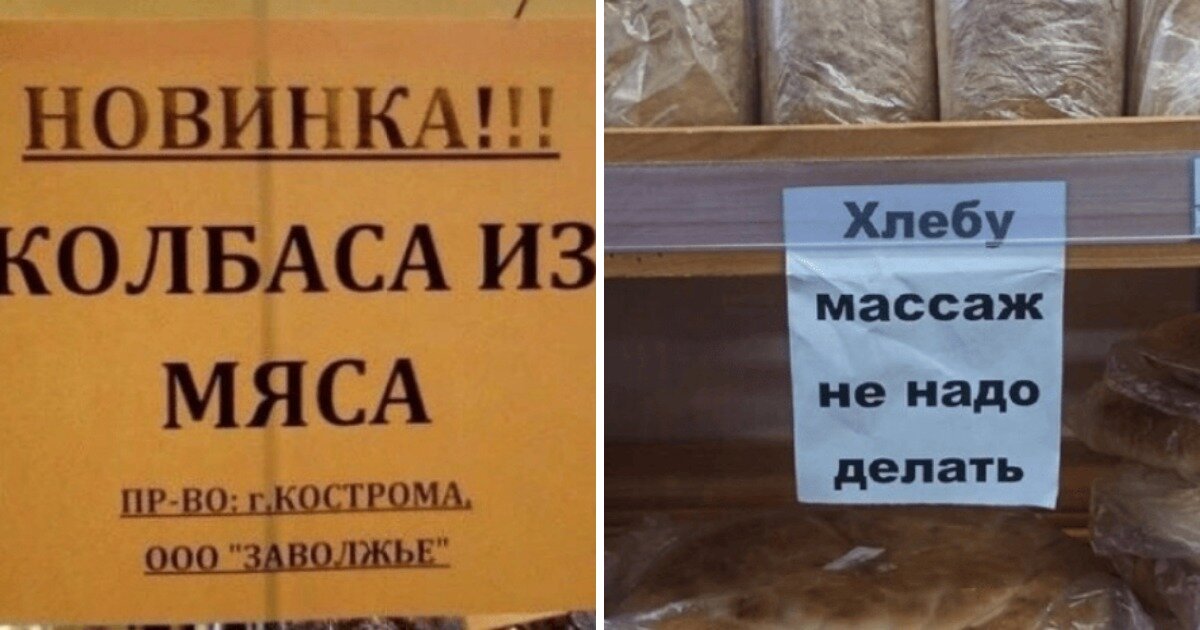 НОВИНКА!!!
КОЛБАСА ИЗ
МЯСА
ПР-ВО: г.КОСТРОМА,
ООО "ЗАВОЛЖЬЕ"
Хлебу
массаж
не надо
делать